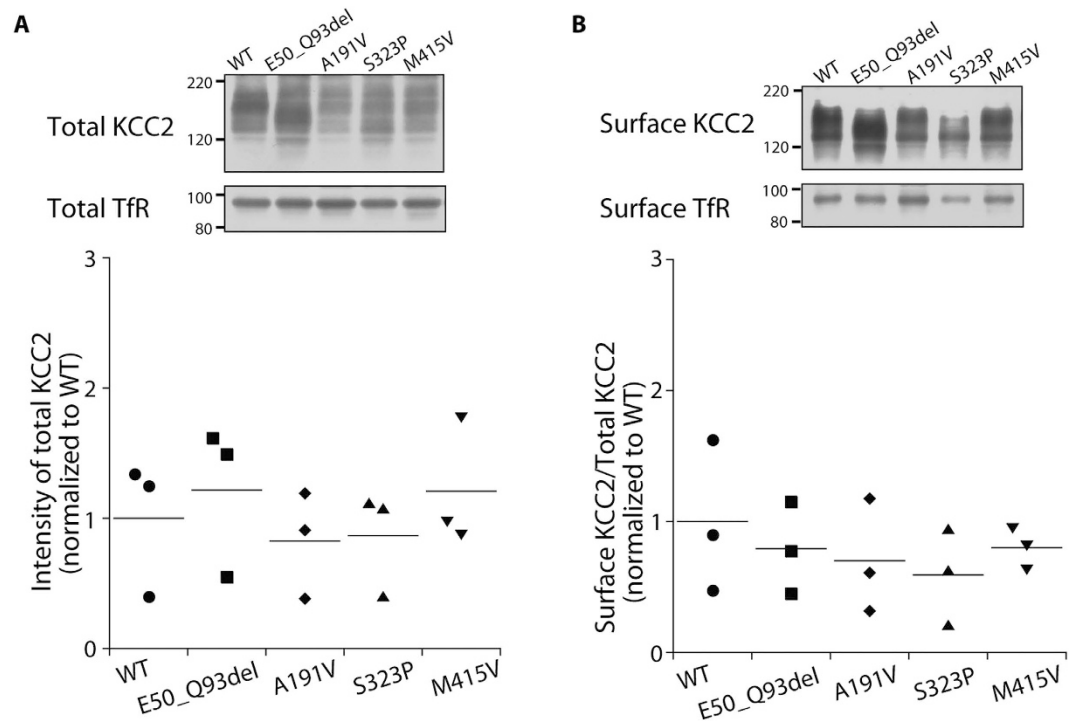 A
WT E50_Q93del A191V S323P M415V
220
Total KCC2
120
Total TfR
100
80
3
2
1
0
Intensity of total KCC2
(normalized to WT)
WT E50_Q93del A191V S323P M415V
B
WT E50_Q93del A191V S323P M415V
220
Surface KCC2
120
Surface TfR
100
80
3
2
1
0
Surface KCC2/Total KCC2
(normalized to WT)
WT E50_Q93del A191V S323P M415V